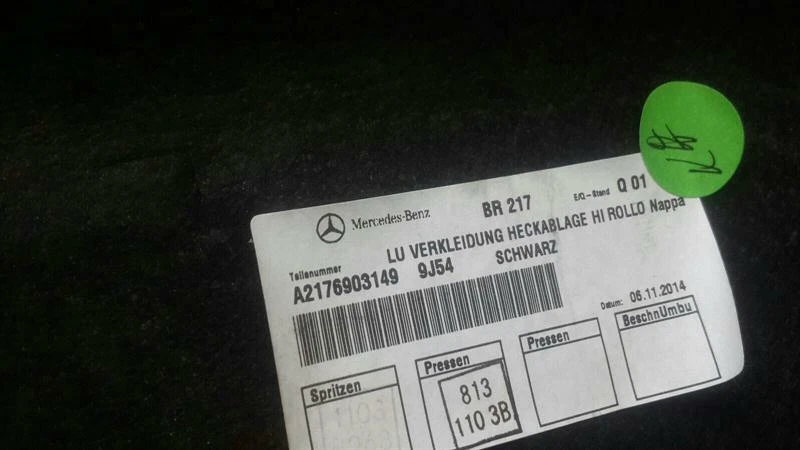 Mercedes-Benz BR 217 E/Q-Stand Q 01
LU VERKLEIDUNG HECKABLAGE HI ROLLO Nappa
Teilenummer
A2176903149 9J54 SCHWARZ
Datum: 06.11.2014
Spritzen Pressen Pressen BeschnUmbu
1103 813
110 3B